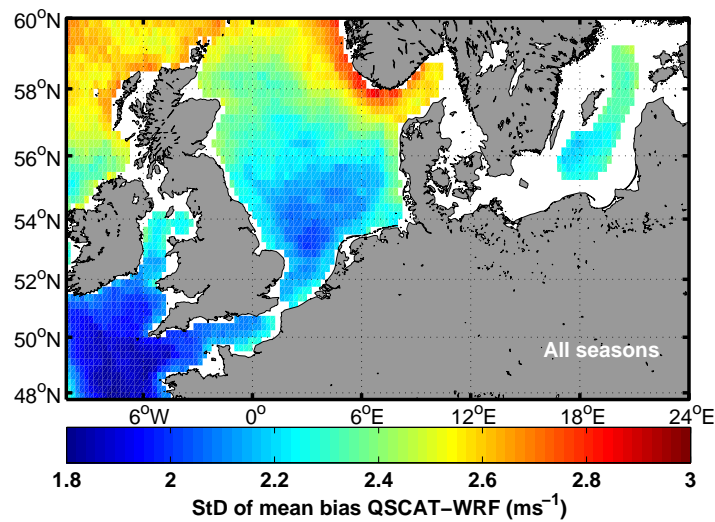 60°N
58°N
56°N
54°N
52°N
50°N
48°N
All seasons
6°W 0° 6°E 12°E 18°E 24°E
1.8 2 2.2 2.4 2.6 2.8 3
StD of mean bias QSCAT−WRF (ms⁻¹)